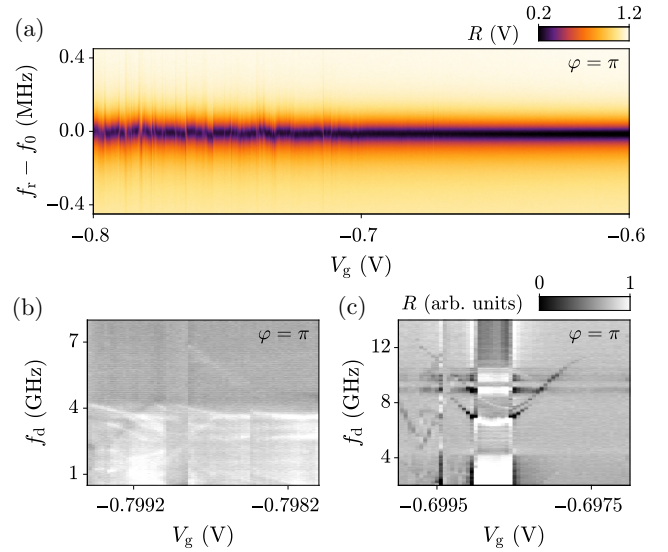 (a)
R (V)
0.2
1.2
φ = π
0.4
0.0
−0.4
f_r − f_0 (MHz)
−0.8
−0.7
−0.6
V_g (V)
(b)
φ = π
7
4
1
f_d (GHz)
−0.7992
−0.7982
V_g (V)
R (arb. units)
0
1
(c)
φ = π
12
8
4
f_d (GHz)
−0.6995
−0.6975
V_g (V)